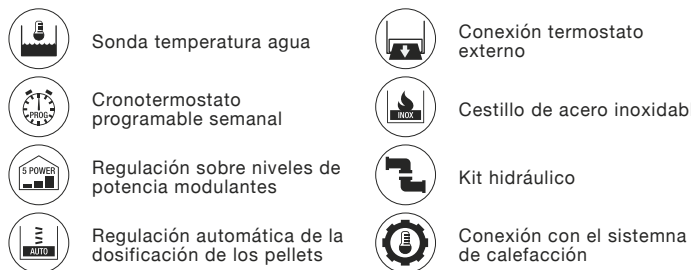 Sonda temperatura agua
PROG.
Cronotermostato
programable semanal
5 POWER
Regulación sobre niveles de
potencia modulantes
AUTO
Regulación automática de la
dosificación de los pellets
Conexión termostato
externo
INOX
Cestillo de acero inoxidab
Kit hidráulico
Conexión con el sistemna
de calefacción